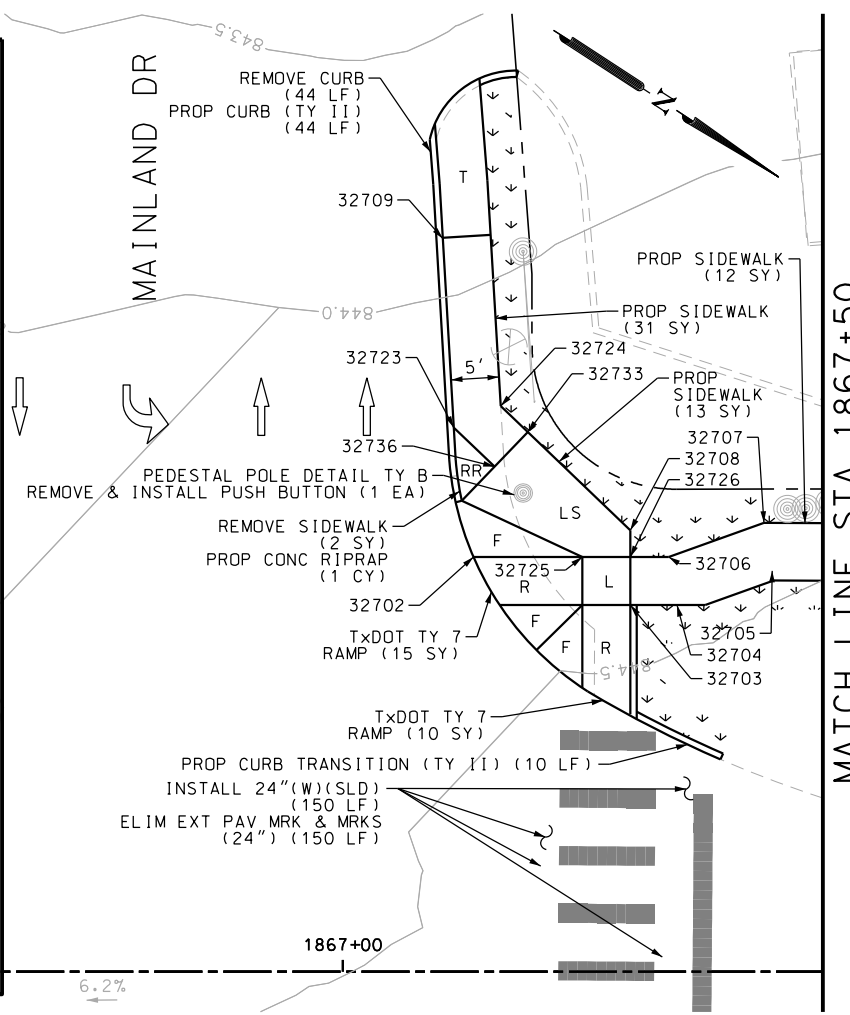 843.5
MAINLAND DR
REMOVE CURB
(44 LF)
PROP CURB (TY II)
(44 LF)
N
T
32709
PROP SIDEWALK
(12 SY)
844.0
PROP SIDEWALK
(31 SY)
32724
32723
5'
32733
PROP
SIDEWALK
(13 SY)
32707
32708
32726
32736
RR
PEDESTAL POLE DETAIL TY B
REMOVE & INSTALL PUSH BUTTON (1 EA)
LS
REMOVE SIDEWALK
(2 SY)
PROP CONC RIPRAP
(1 CY)
F
32725
R
L
32706
32702
F
F
R
TxDOT TY 7
RAMP (15 SY)
32705
32704
32703
844.5
TxDOT TY 7
RAMP (10 SY)
PROP CURB TRANSITION (TY II) (10 LF)
INSTALL 24"(W)(SLD)
(150 LF)
ELIM EXT PAV MRK & MRKS
(24") (150 LF)
1867+00
6.2%
MATCH LINE STA 1867+50